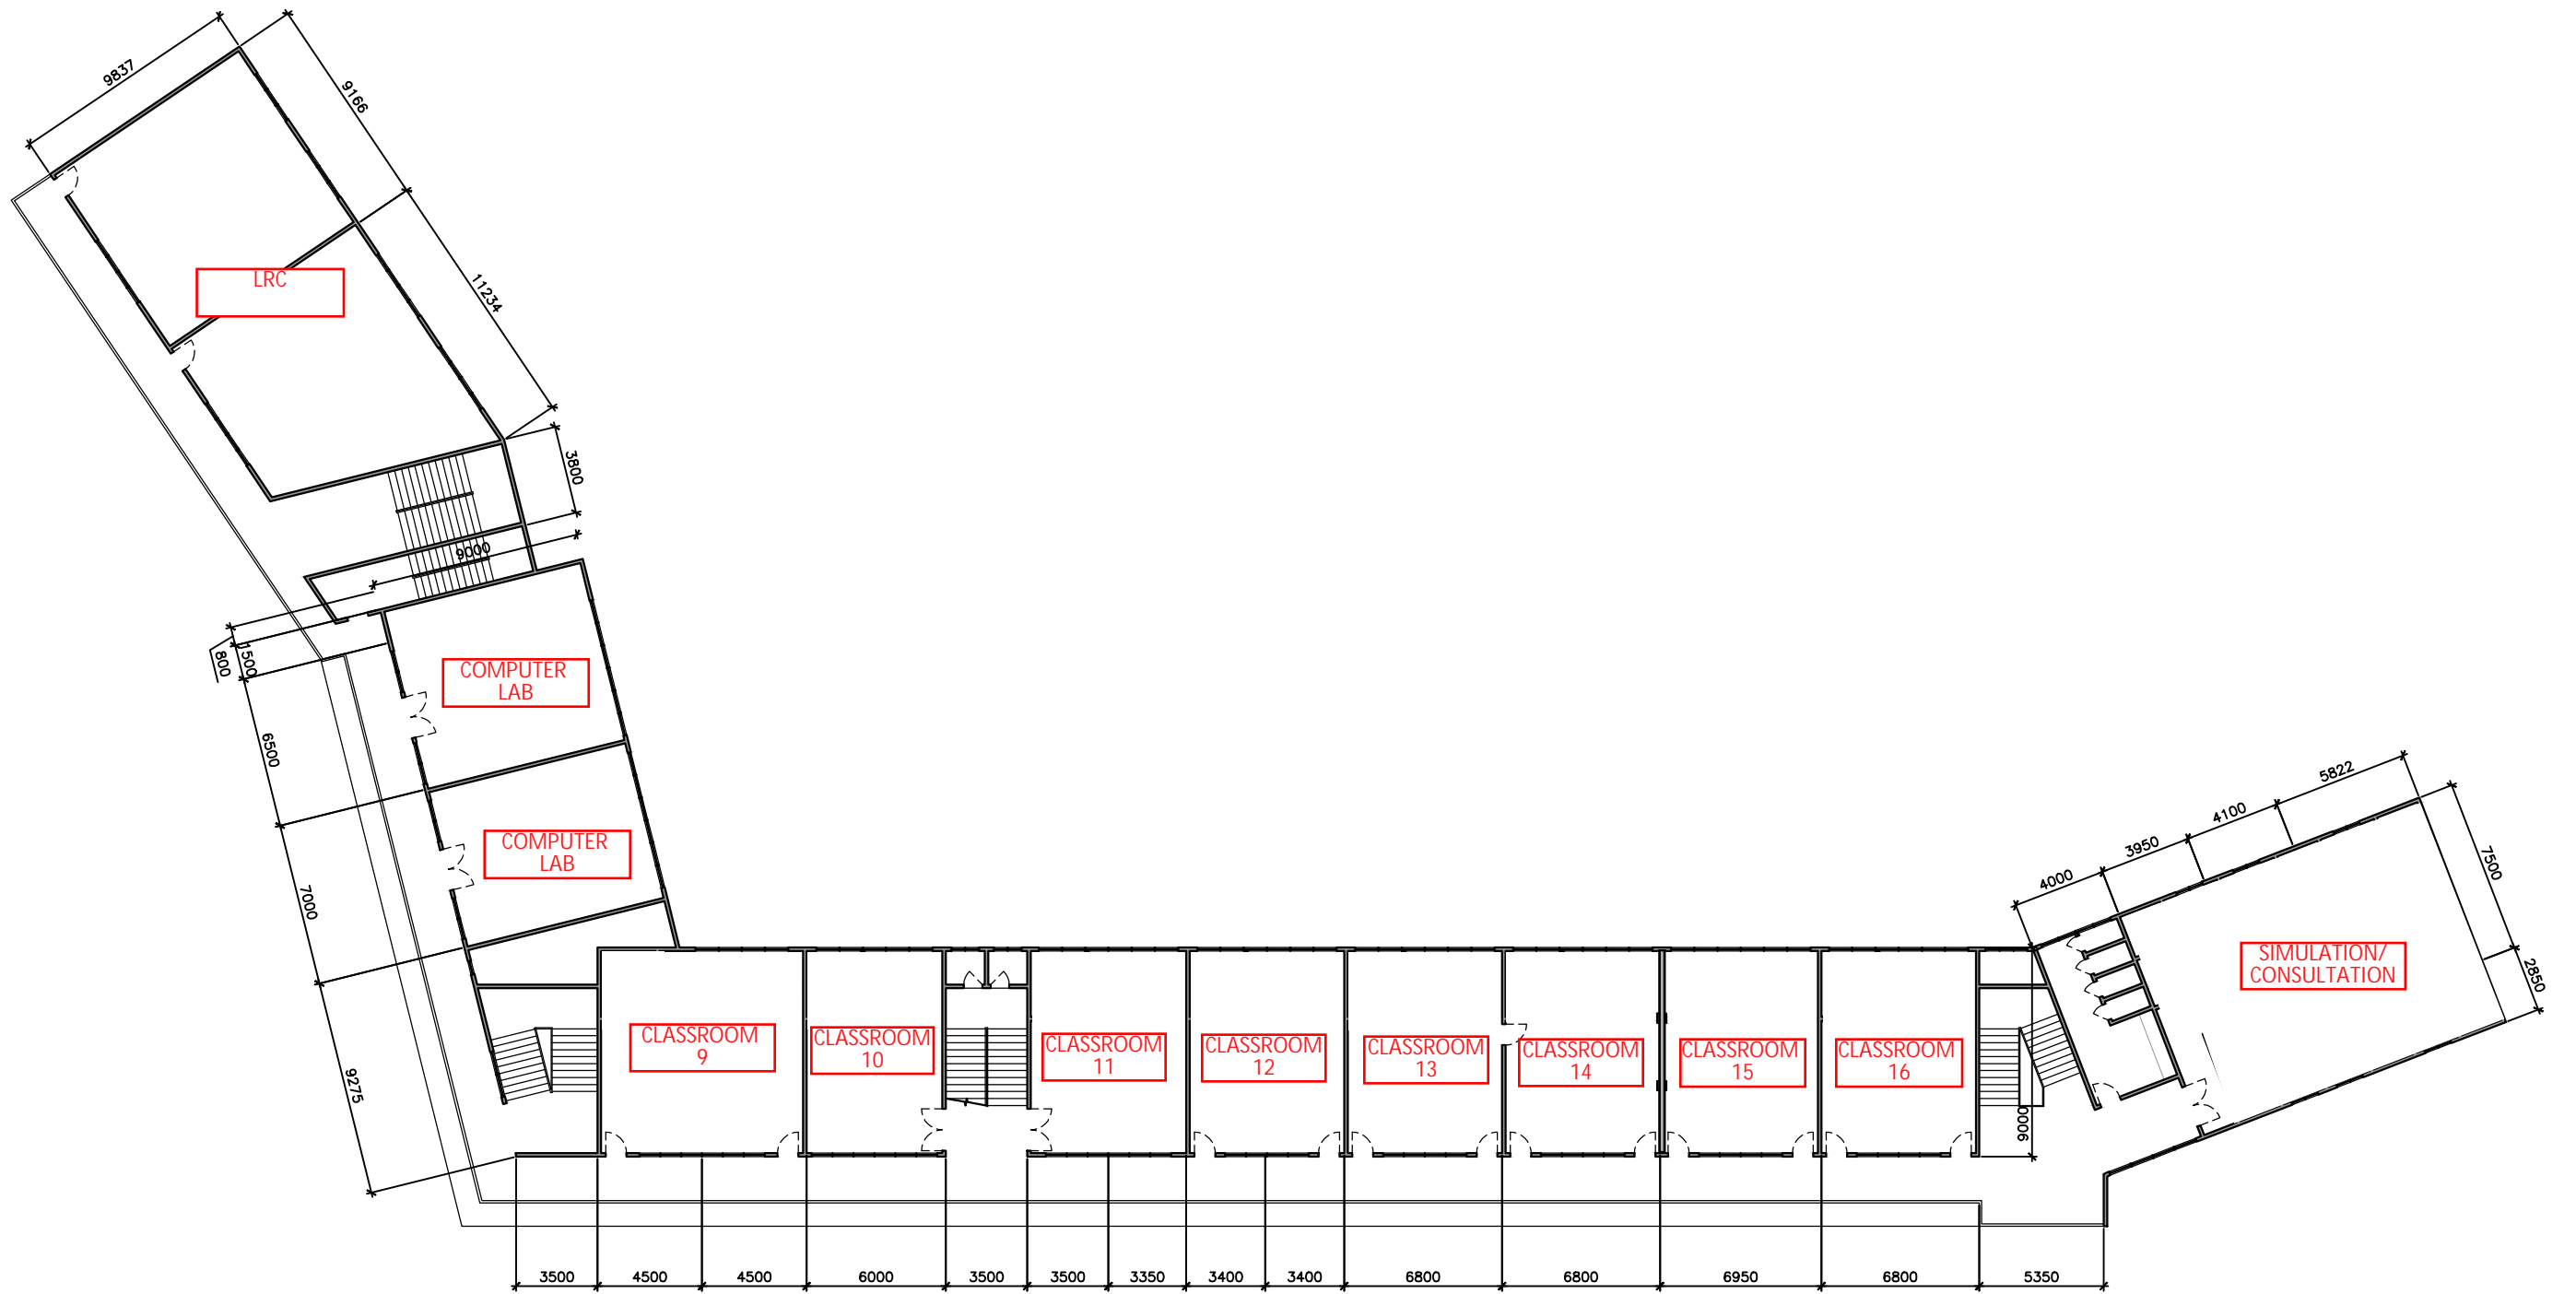 9837
9166
LRC
11234
3800
9000
800
1500
COMPUTER
LAB
6500
COMPUTER
LAB
7000
9275
5822
4100
3950
4000
7500
2850
SIMULATION/
CONSULTATION
CLASSROOM
9
CLASSROOM
10
CLASSROOM
11
CLASSROOM
12
CLASSROOM
13
CLASSROOM
14
CLASSROOM
15
CLASSROOM
16
9000
3500 4500 4500 6000 3500 3500 3350 3400 3400 6800 6800 6950 6800 5350